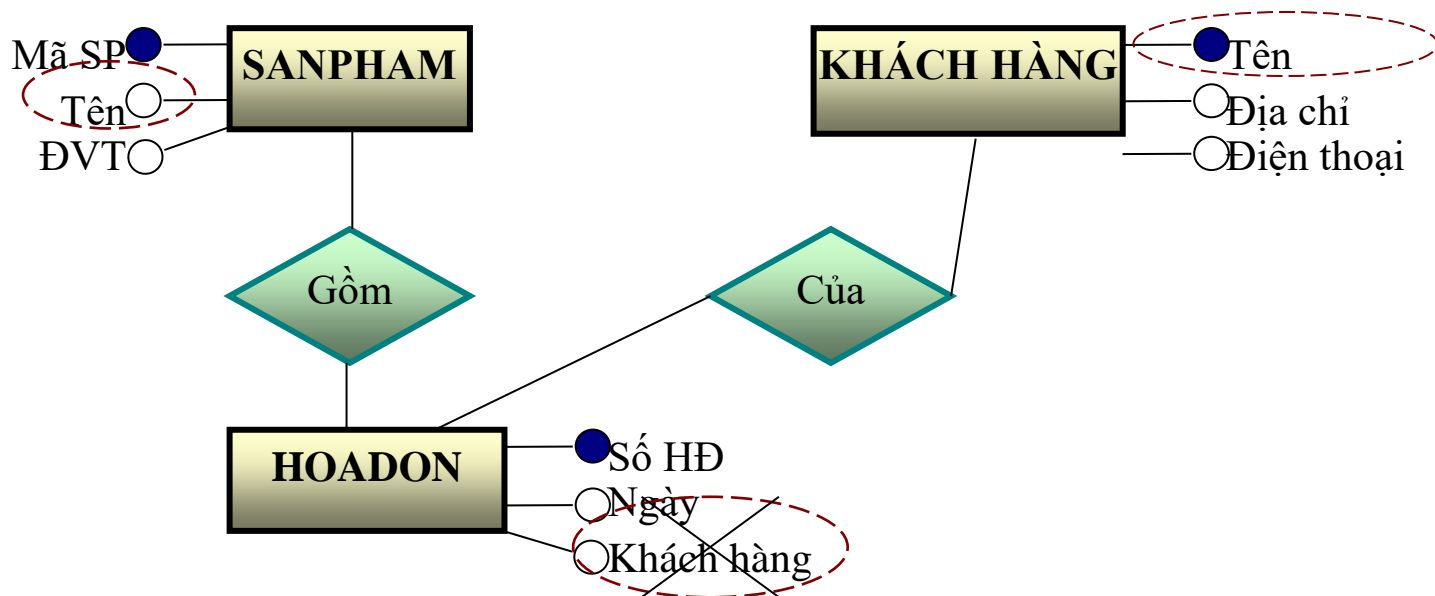 Mã SP
Tên
ĐVT
SANPHAM
KHÁCH HÀNG
Tên
Địa chỉ
Điện thoại
Gồm
Của
HOADON
Số HĐ
Ngày
Khách hàng